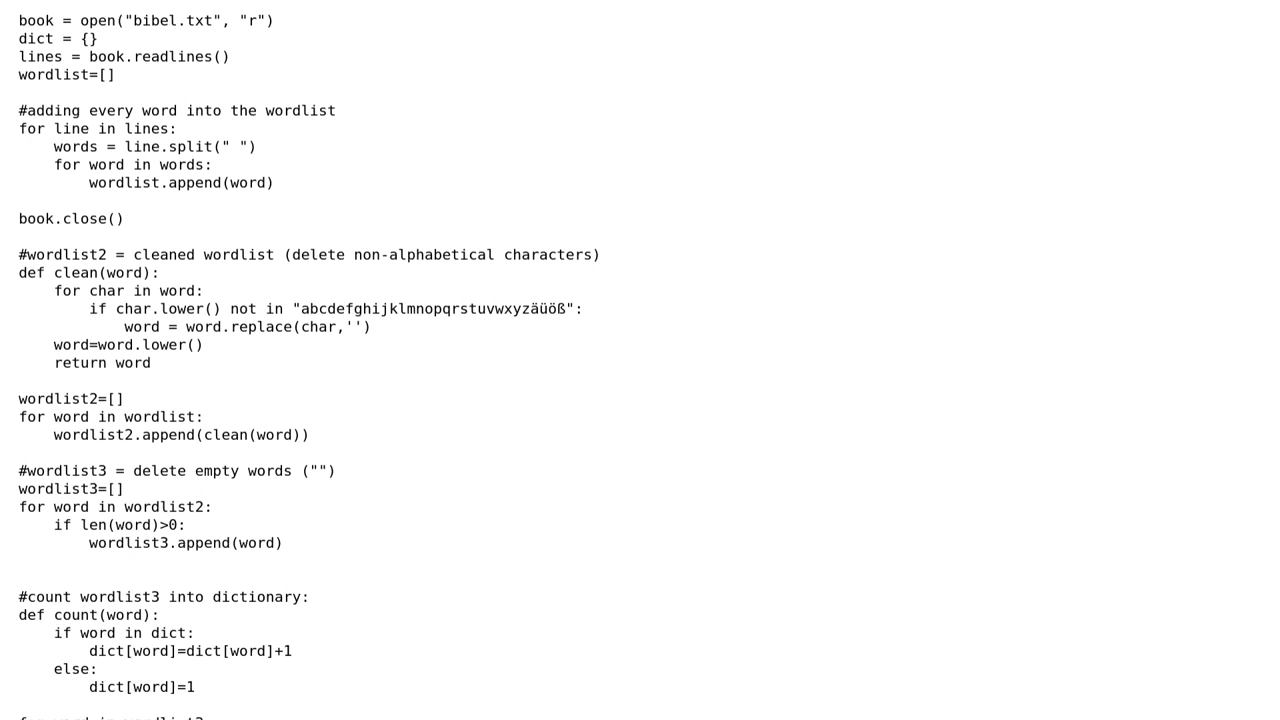 book = open("bibel.txt", "r")
dict = {}
lines = book.readlines()
wordlist=[]

#adding every word into the wordlist
for line in lines:
    words = line.split(" ")
    for word in words:
        wordlist.append(word)

book.close()

#wordlist2 = cleaned wordlist (delete non-alphabetical characters)
def clean(word):
    for char in word:
        if char.lower() not in "abcdefghijklmnopqrstuvwxyzäüöß":
            word = word.replace(char,'')
    word=word.lower()
    return word

wordlist2=[]
for word in wordlist:
    wordlist2.append(clean(word))

#wordlist3 = delete empty words ("")
wordlist3=[]
for word in wordlist2:
    if len(word)>0:
        wordlist3.append(word)


#count wordlist3 into dictionary:
def count(word):
    if word in dict:
        dict[word]=dict[word]+1
    else:
        dict[word]=1